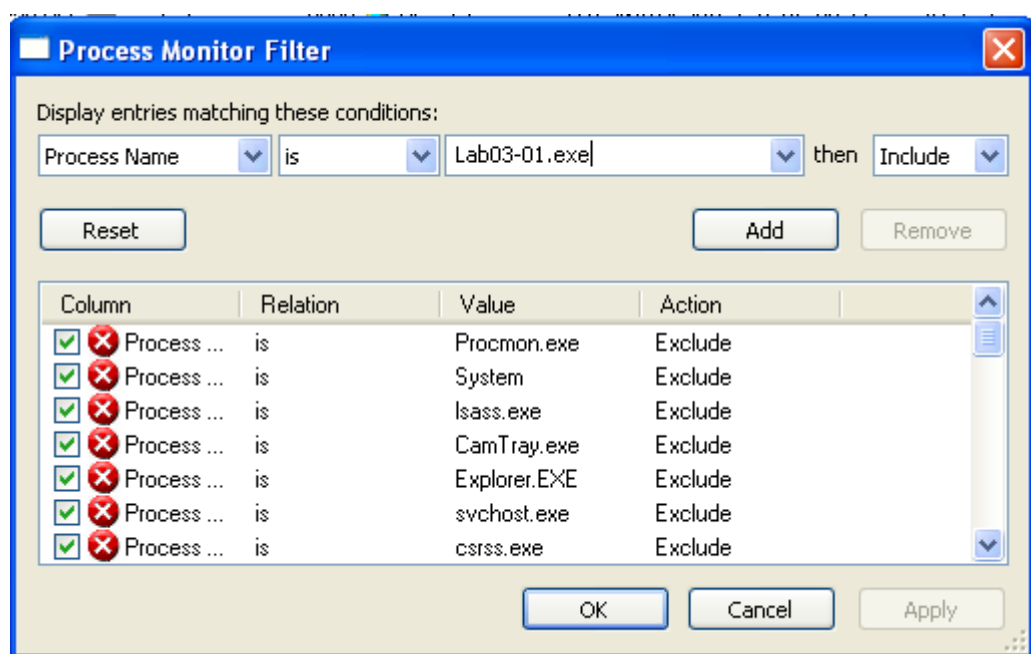 Process Monitor Filter
Display entries matching these conditions:
Process Name is Lab03-01.exe then Include
Reset Add Remove
Column Relation Value Action
Process ... is Procmon.exe Exclude
Process ... is System Exclude
Process ... is lsass.exe Exclude
Process ... is CamTray.exe Exclude
Process ... is Explorer.EXE Exclude
Process ... is svchost.exe Exclude
Process ... is csrss.exe Exclude
OK Cancel Apply